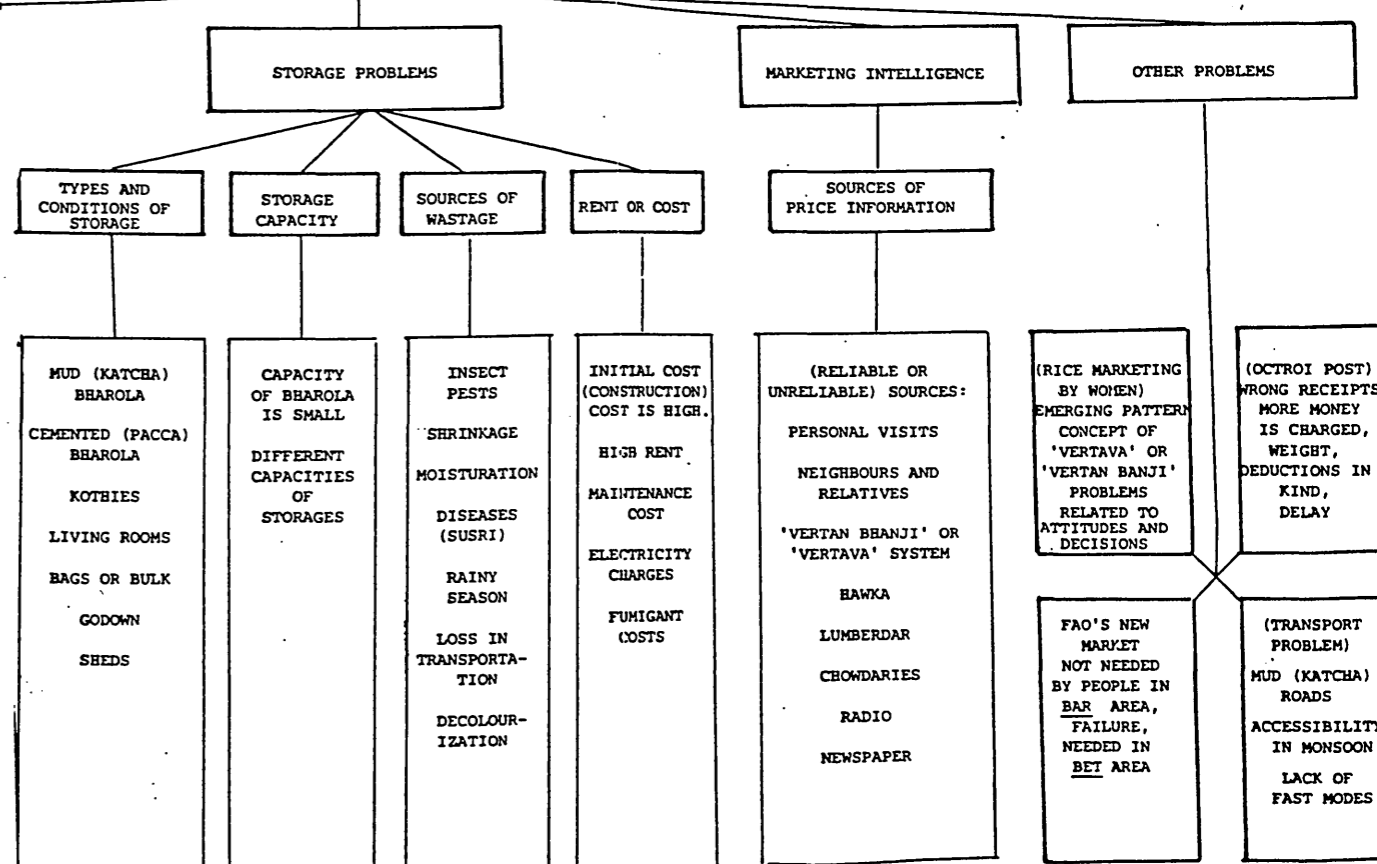 STORAGE PROBLEMS
MARKETING INTELLIGENCE
OTHER PROBLEMS
TYPES AND
CONDITIONS OF
STORAGE
STORAGE
CAPACITY
SOURCES OF
WASTAGE
RENT OR COST
SOURCES OF
PRICE INFORMATION
MUD (KATCHA)
BHAROLA
CEMENTED (PACCA)
BHAROLA
KOTHIES
LIVING ROOMS
BAGS OR BULK
GODOWN
SHEDS
CAPACITY
OF BHAROLA
IS SMALL
DIFFERENT
CAPACITIES
OF
STORAGES
INSECT
PESTS
SHRINKAGE
MOISTURATION
DISEASES
(SUSRI)
RAINY
SEASON
LOSS IN
TRANSPORTA-
TION
DECOLOUR-
IZATION
INITIAL COST
(CONSTRUCTION)
COST IS HIGH.
HIGH RENT
MAINTENANCE
COST
ELECTRICITY
CHARGES
FUMIGANT
COSTS
(RELIABLE OR
UNRELIABLE) SOURCES:
PERSONAL VISITS
NEIGHBOURS AND
RELATIVES
'VERTAN BHANJI' OR
'VERTAVA' SYSTEM
HAWKA
LUMBERDAR
CHOWDARIES
RADIO
NEWSPAPER
(RICE MARKETING
BY WOMEN)
EMERGING PATTERN
CONCEPT OF
'VERTAVA' OR
'VERTAN BANJI'
PROBLEMS
RELATED TO
ATTITUDES AND
DECISIONS
(OCTROI POST)
WRONG RECEIPTS
MORE MONEY
IS CHARGED,
WEIGHT,
DEDUCTIONS IN
KIND,
DELAY
FAO'S NEW
MARKET
NOT NEEDED
BY PEOPLE IN
BAR AREA,
FAILURE,
NEEDED IN
BET AREA
(TRANSPORT
PROBLEM)
MUD (KATCHA)
ROADS
ACCESSIBILITY
IN MONSOON
LACK OF
FAST MODES